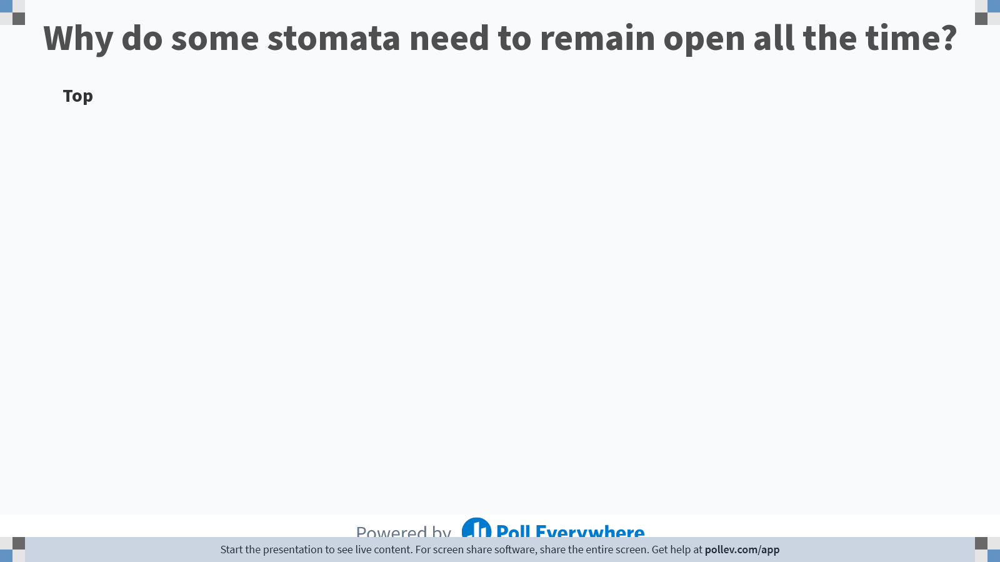 Why do some stomata need to remain open all the time?
Top
Powered by Poll Everywhere
Start the presentation to see live content. For screen share software, share the entire screen. Get help at pollev.com/app